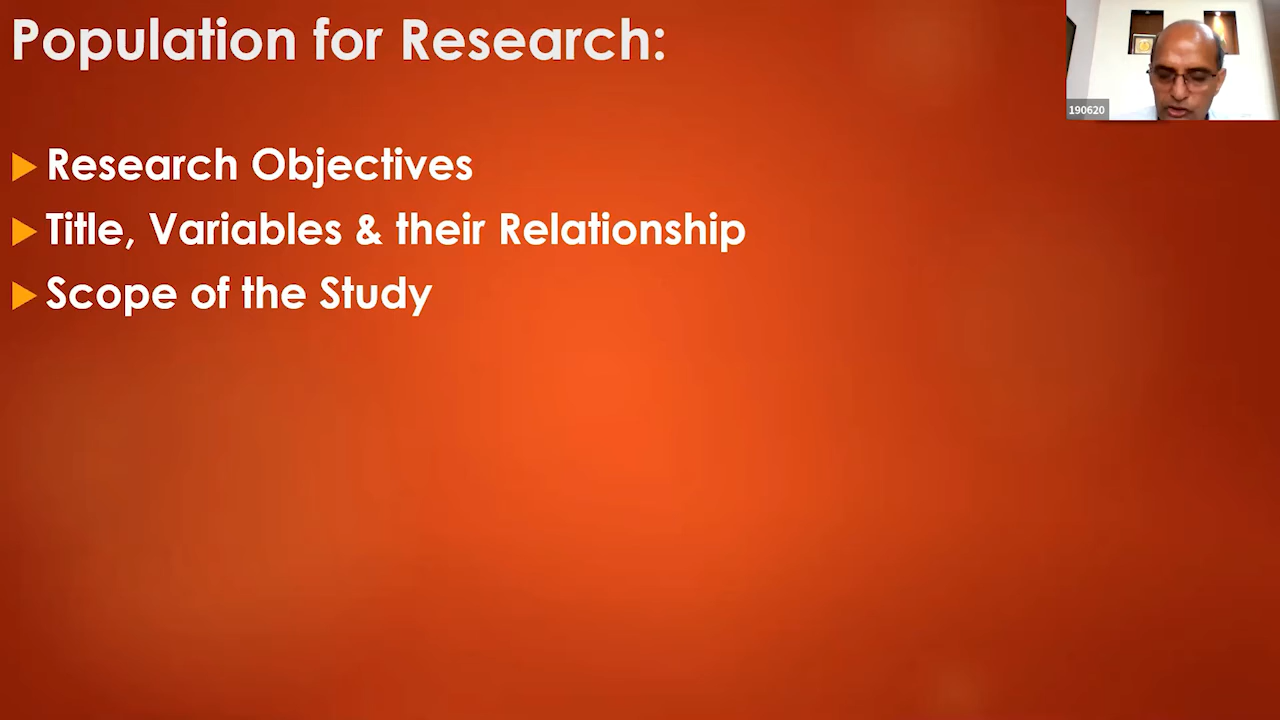 Population for Research:
190620
Research Objectives
Title, Variables & their Relationship
Scope of the Study